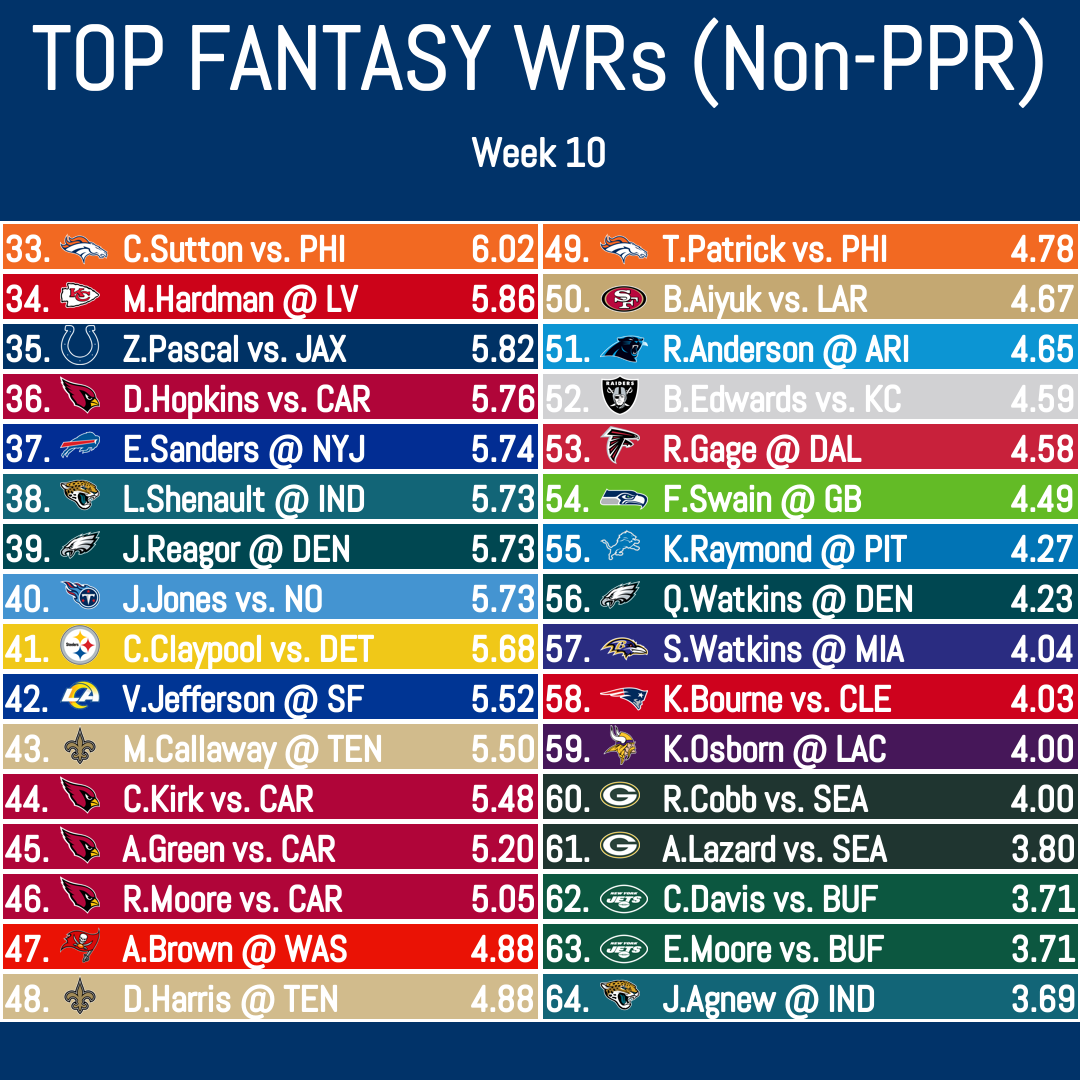 TOP FANTASY WRs (Non-PPR)
Week 10
33. C.Sutton vs. PHI 6.02
34. M.Hardman @ LV 5.86
35. Z.Pascal vs. JAX 5.82
36. D.Hopkins vs. CAR 5.76
37. E.Sanders @ NYJ 5.74
38. L.Shenault @ IND 5.73
39. J.Reagor @ DEN 5.73
40. J.Jones vs. NO 5.73
41. C.Claypool vs. DET 5.68
42. V.Jefferson @ SF 5.52
43. M.Callaway @ TEN 5.50
44. C.Kirk vs. CAR 5.48
45. A.Green vs. CAR 5.20
46. R.Moore vs. CAR 5.05
47. A.Brown @ WAS 4.88
48. D.Harris @ TEN 4.88
49. T.Patrick vs. PHI 4.78
50. B.Aiyuk vs. LAR 4.67
51. R.Anderson @ ARI 4.65
52. RAIDERS B.Edwards vs. KC 4.59
53. R.Gage @ DAL 4.58
54. F.Swain @ GB 4.49
55. K.Raymond @ PIT 4.27
56. Q.Watkins @ DEN 4.23
57. S.Watkins @ MIA 4.04
58. K.Bourne vs. CLE 4.03
59. K.Osborn @ LAC 4.00
60. G R.Cobb vs. SEA 4.00
61. G A.Lazard vs. SEA 3.80
62. NEW YORK JETS C.Davis vs. BUF 3.71
63. NEW YORK JETS E.Moore vs. BUF 3.71
64. J.Agnew @ IND 3.69